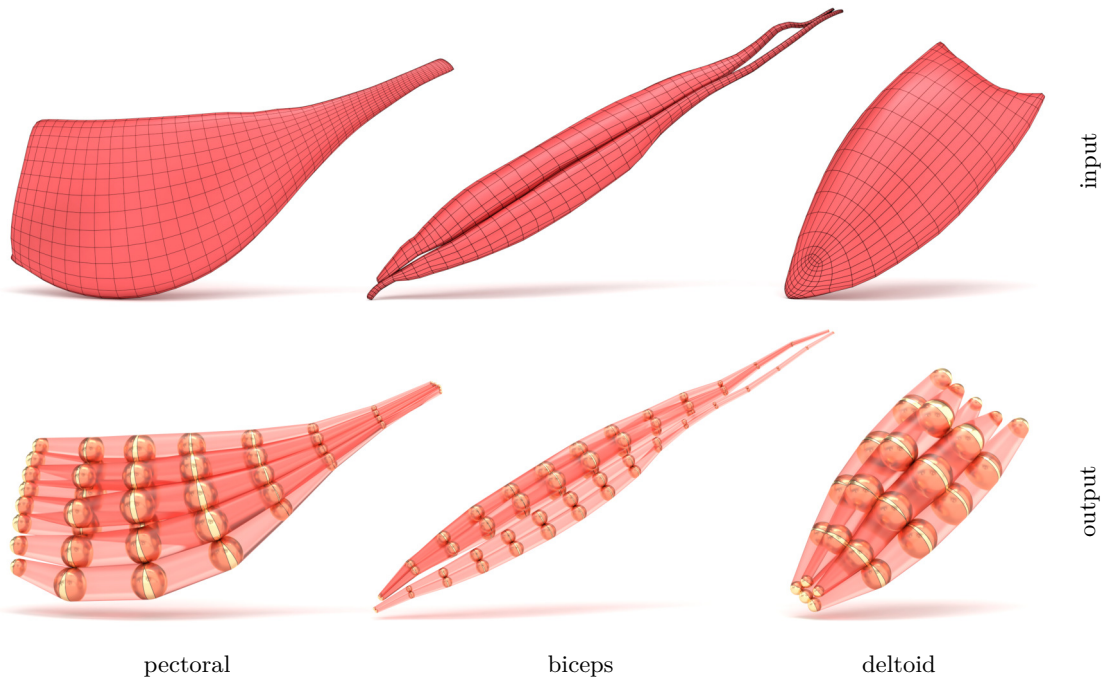 input
output
pectoral
biceps
deltoid